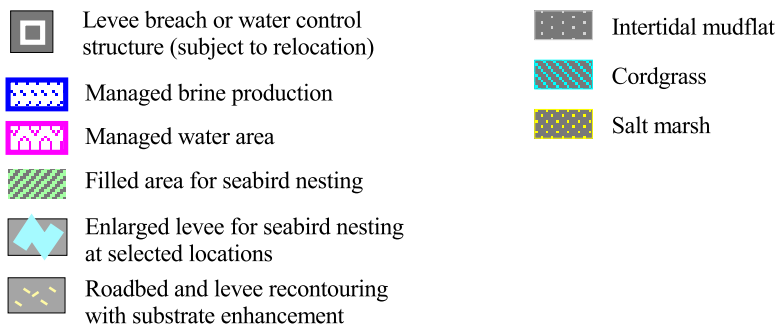 Levee breach or water control
structure (subject to relocation)
Managed brine production
Managed water area
Filled area for seabird nesting
Enlarged levee for seabird nesting
at selected locations
Roadbed and levee recontouring
with substrate enhancement
Intertidal mudflat
Cordgrass
Salt marsh